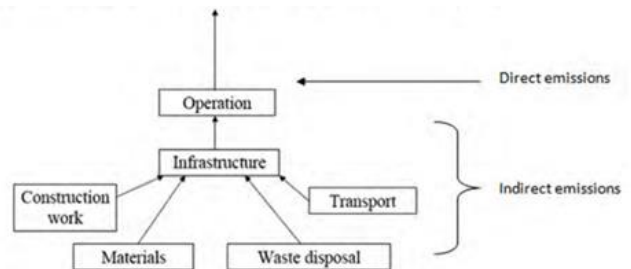 Direct emissions
Operation
Infrastructure
Construction
work
Transport
Indirect emissions
Materials
Waste disposal